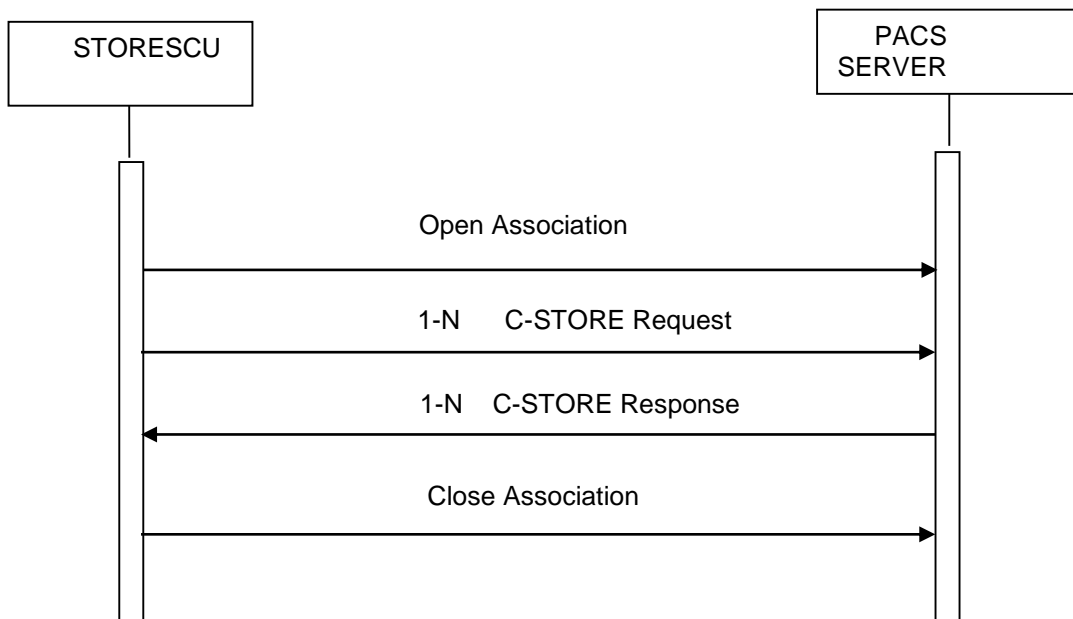 STORESCU
PACS
SERVER
Open Association
1-N C-STORE Request
1-N C-STORE Response
Close Association